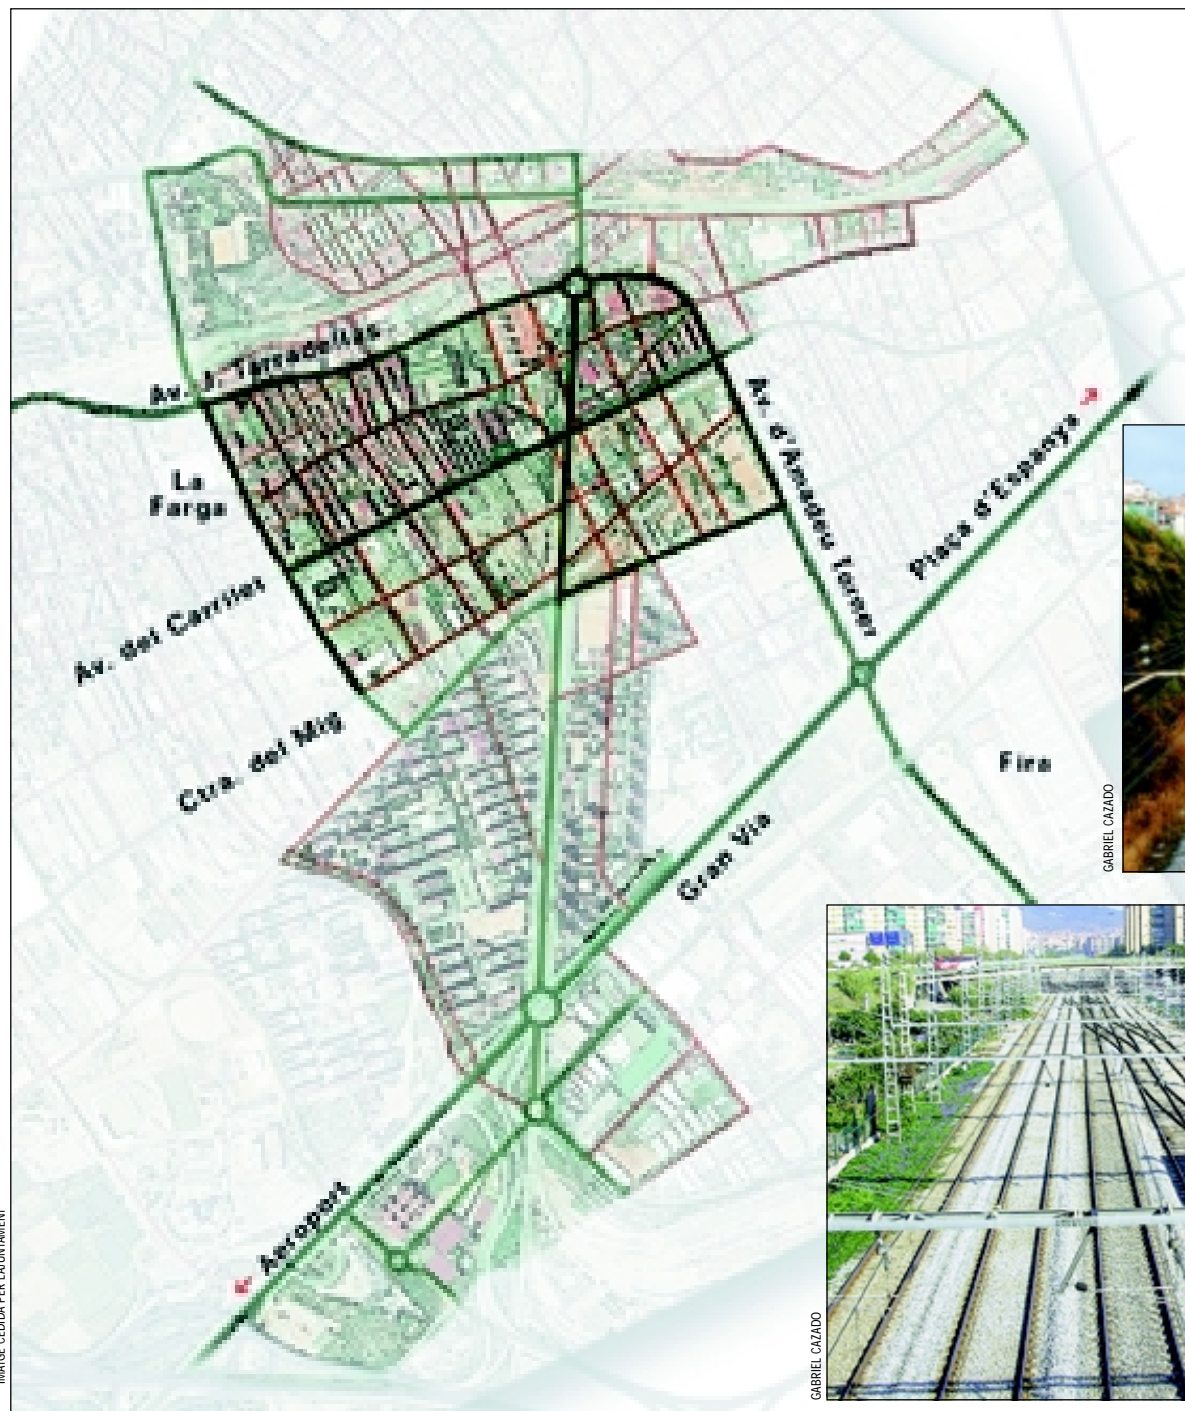 Av. J. Tarradellas
La
Farga
Av. del Carrilet
Ctra. del Mig
Av. d'Amadeu Torner
Plaça d'Espanya
Fira
Gran Via
Aeroport
GABRIEL CAZADO
GABRIEL CAZADO
IMATGE CEDIDA PER L'AJUNTAMENT